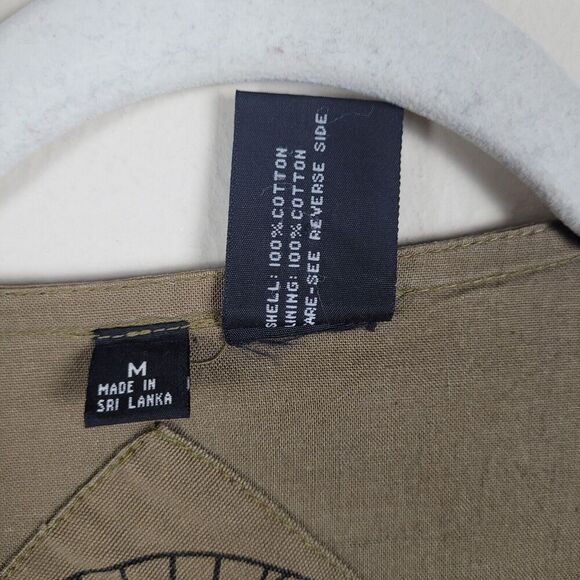 SHELL: 100% COTTON
LINING: 100% COTTON
CARE-SEE REVERSE SIDE
M
MADE IN
SRI LANKA